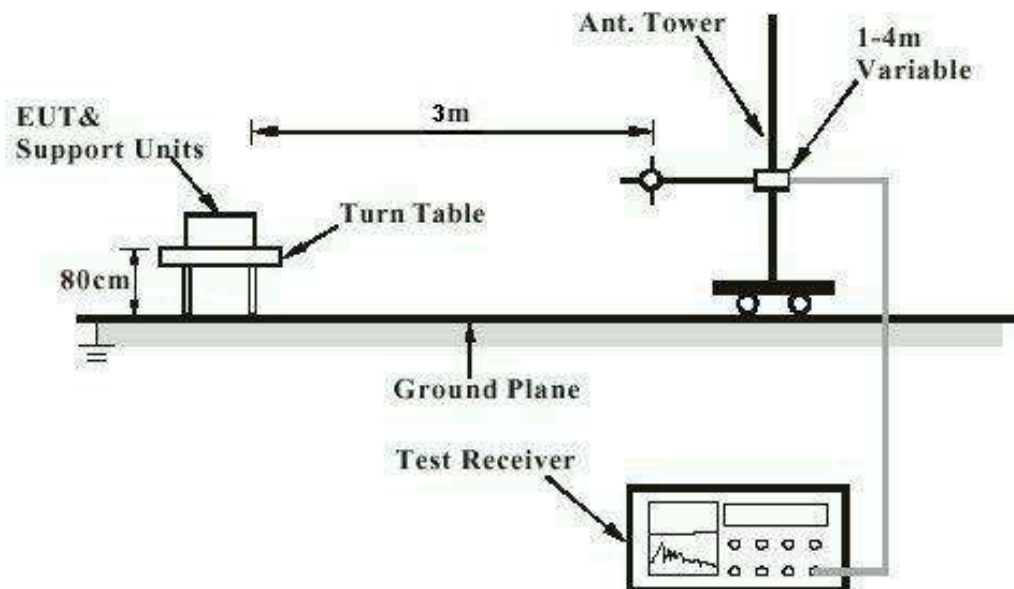 Ant. Tower
1-4m
Variable
EUT&
Support Units
3m
Turn Table
80cm
Ground Plane
Test Receiver